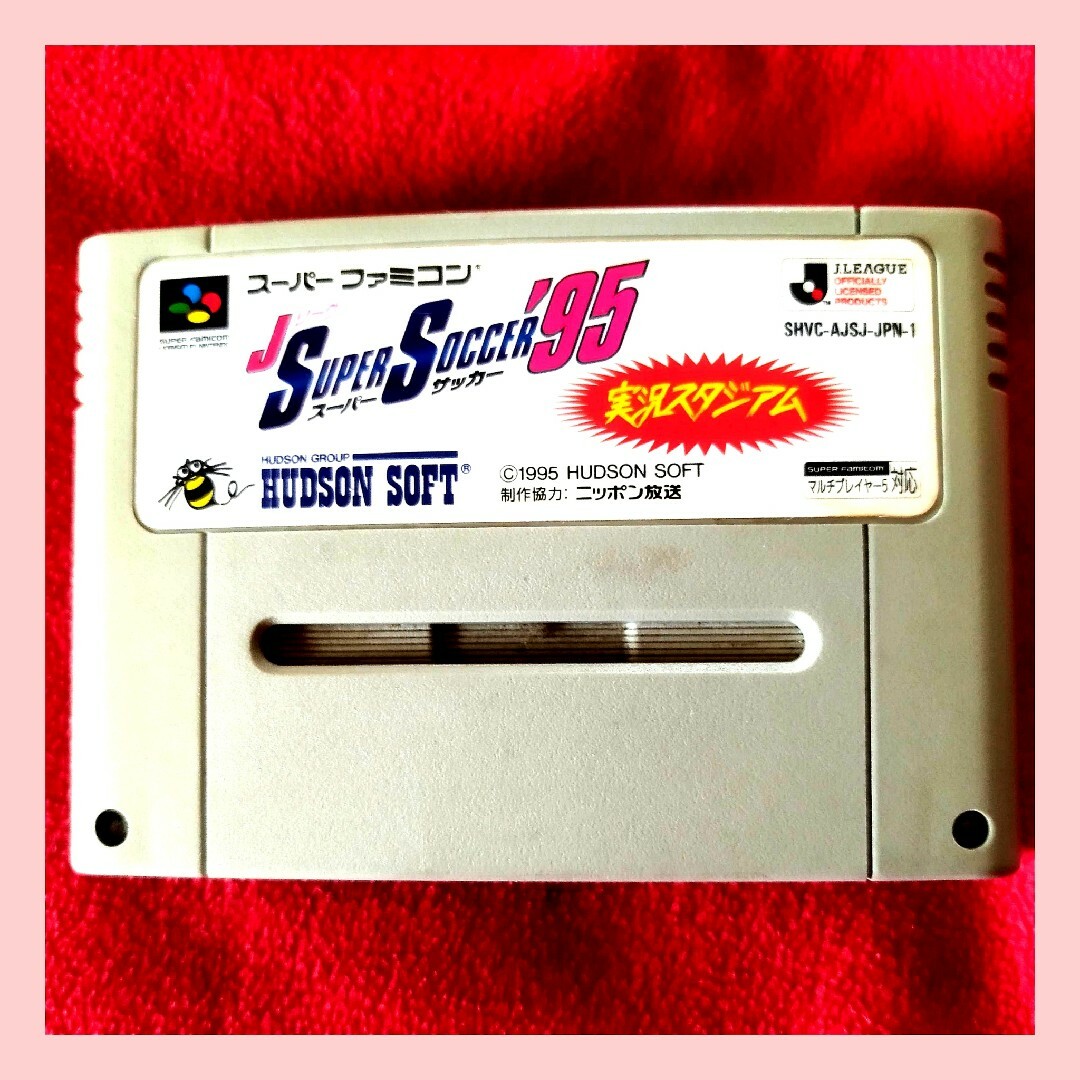 スーパーファミコン
SUPER FAMICOM
J
SUPER SOCCER '95
スーパー サッカー
実況スタジアム
J.LEAGUE
OFFICIALLY
LICENSED
PRODUCTS
SHVC-AJSJ-JPN-1
HUDSON GROUP
HUDSON SOFT®
©1995 HUDSON SOFT
制作協力:ニッポン放送
SUPER FAMICOM
マルチプレイヤー5対応